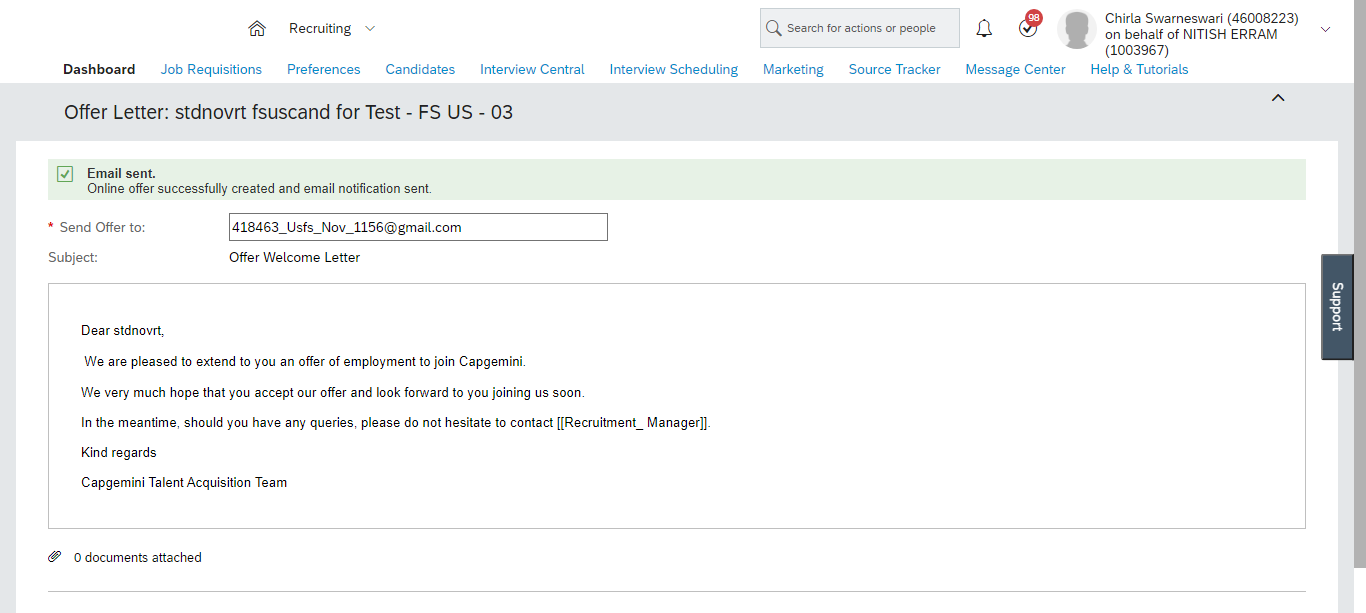 Recruiting
Search for actions or people
98
Chirla Swarneswari (46008223)
on behalf of NITISH ERRAM
(1003967)
Dashboard Job Requisitions Preferences Candidates Interview Central Interview Scheduling Marketing Source Tracker Message Center Help & Tutorials
Offer Letter: stdnovrt fsuscand for Test - FS US - 03
Email sent.
Online offer successfully created and email notification sent.
* Send Offer to: 418463_Usfs_Nov_1156@gmail.com
Subject: Offer Welcome Letter
Support
Dear stdnovrt,
We are pleased to extend to you an offer of employment to join Capgemini.
We very much hope that you accept our offer and look forward to you joining us soon.
In the meantime, should you have any queries, please do not hesitate to contact [[Recruitment_ Manager]].
Kind regards
Capgemini Talent Acquisition Team
0 documents attached